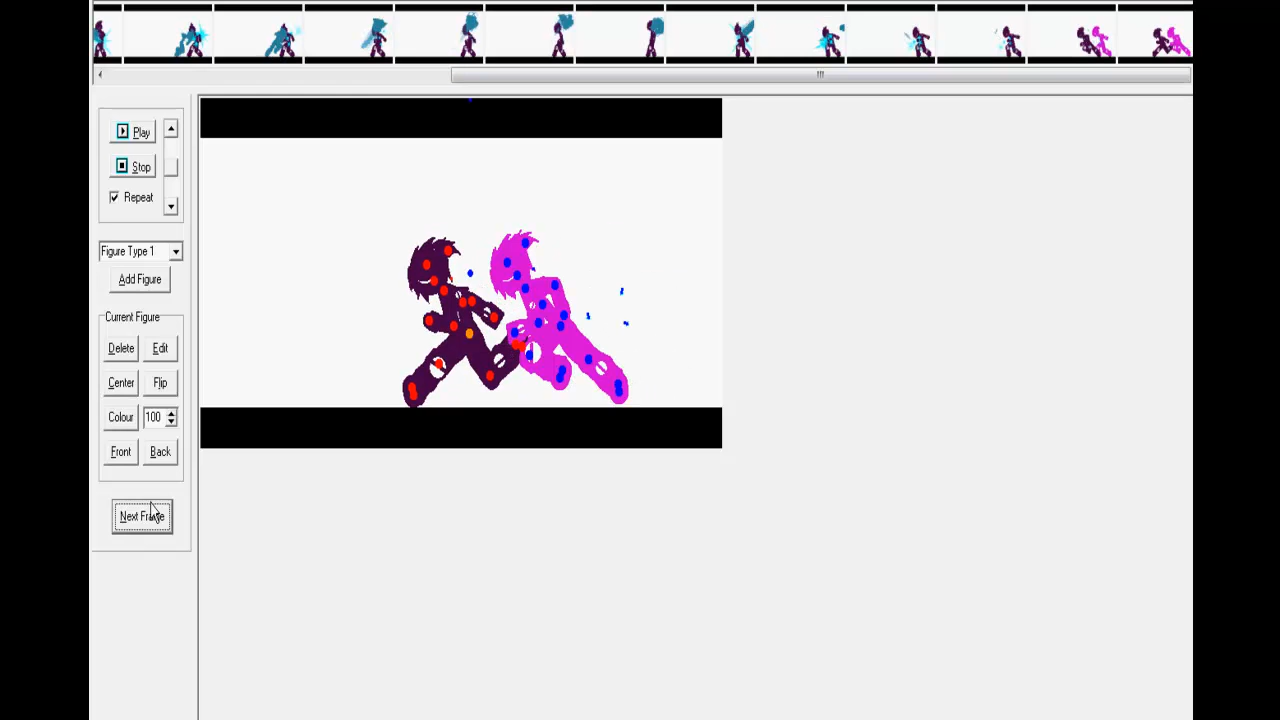 Play
Stop
Repeat
Figure Type 1
Add Figure
Current Figure
Delete Edit
Center Flip
Colour 100
Front Back
Next Frame